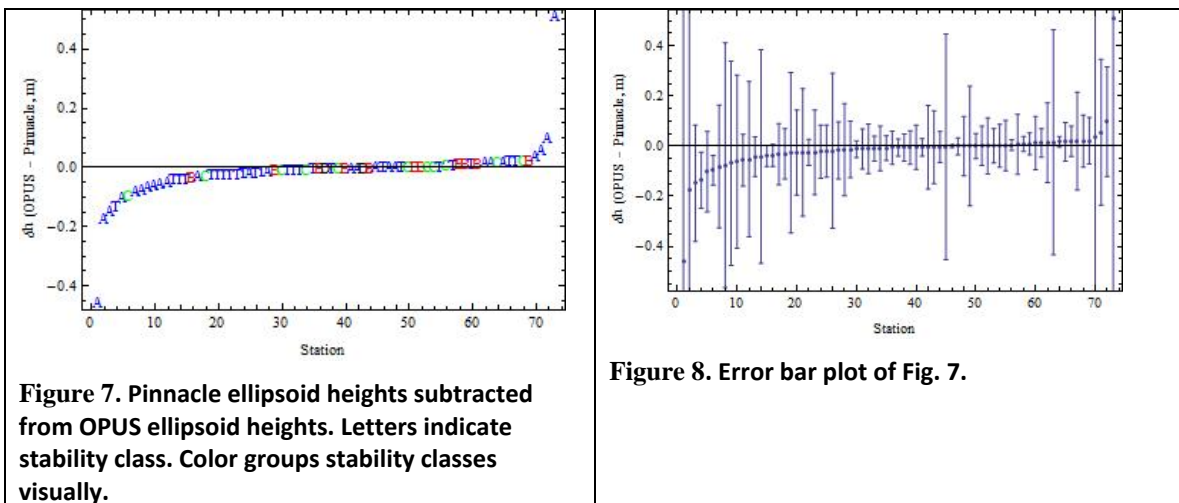 0.4
0.2
0.0
−0.2
−0.4
δh (OPUS − Pinnacle, m)
0 10 20 30 40 50 60 70
Station
Figure 7. Pinnacle ellipsoid heights subtracted
from OPUS ellipsoid heights. Letters indicate
stability class. Color groups stability classes
visually.
0.4
0.2
0.0
−0.2
−0.4
δh (OPUS − Pinnacle, m)
0 10 20 30 40 50 60 70
Station
Figure 8. Error bar plot of Fig. 7.